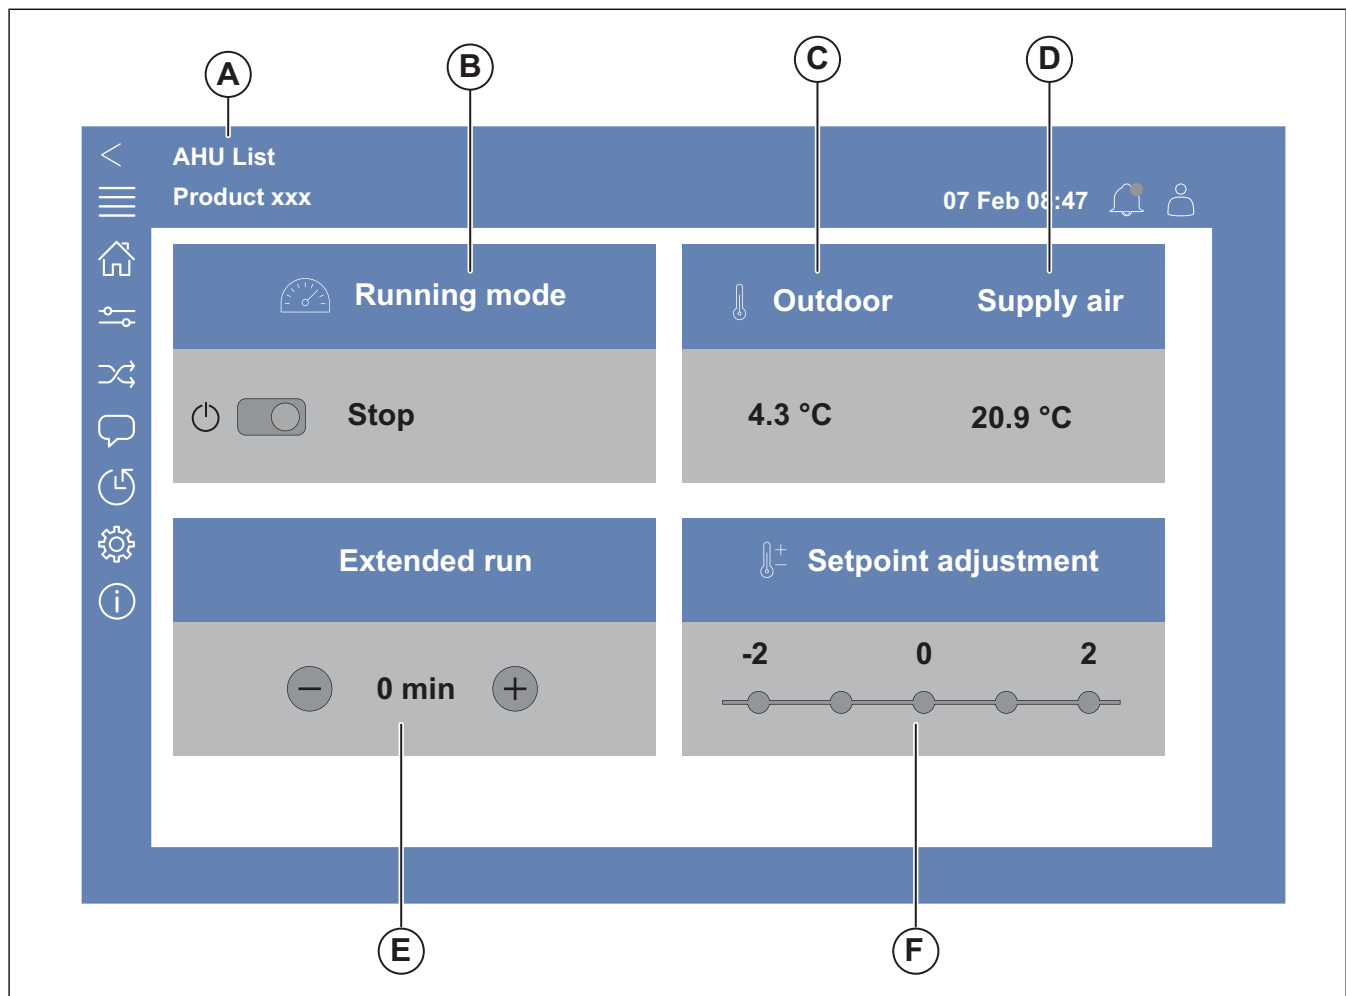 A
B
C
D
AHU List
Product xxx
07 Feb 08:47
Running mode
Outdoor
Supply air
Stop
4.3 °C
20.9 °C
Extended run
Setpoint adjustment
-2
0
2
0 min
E
F